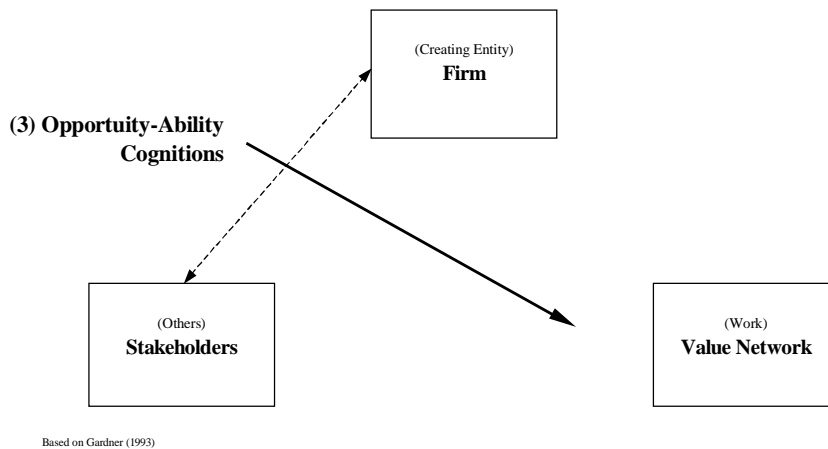 (Creating Entity)
Firm
(3) Opportuity-Ability
Cognitions
(Others)
Stakeholders
(Work)
Value Network
Based on Gardner (1993)